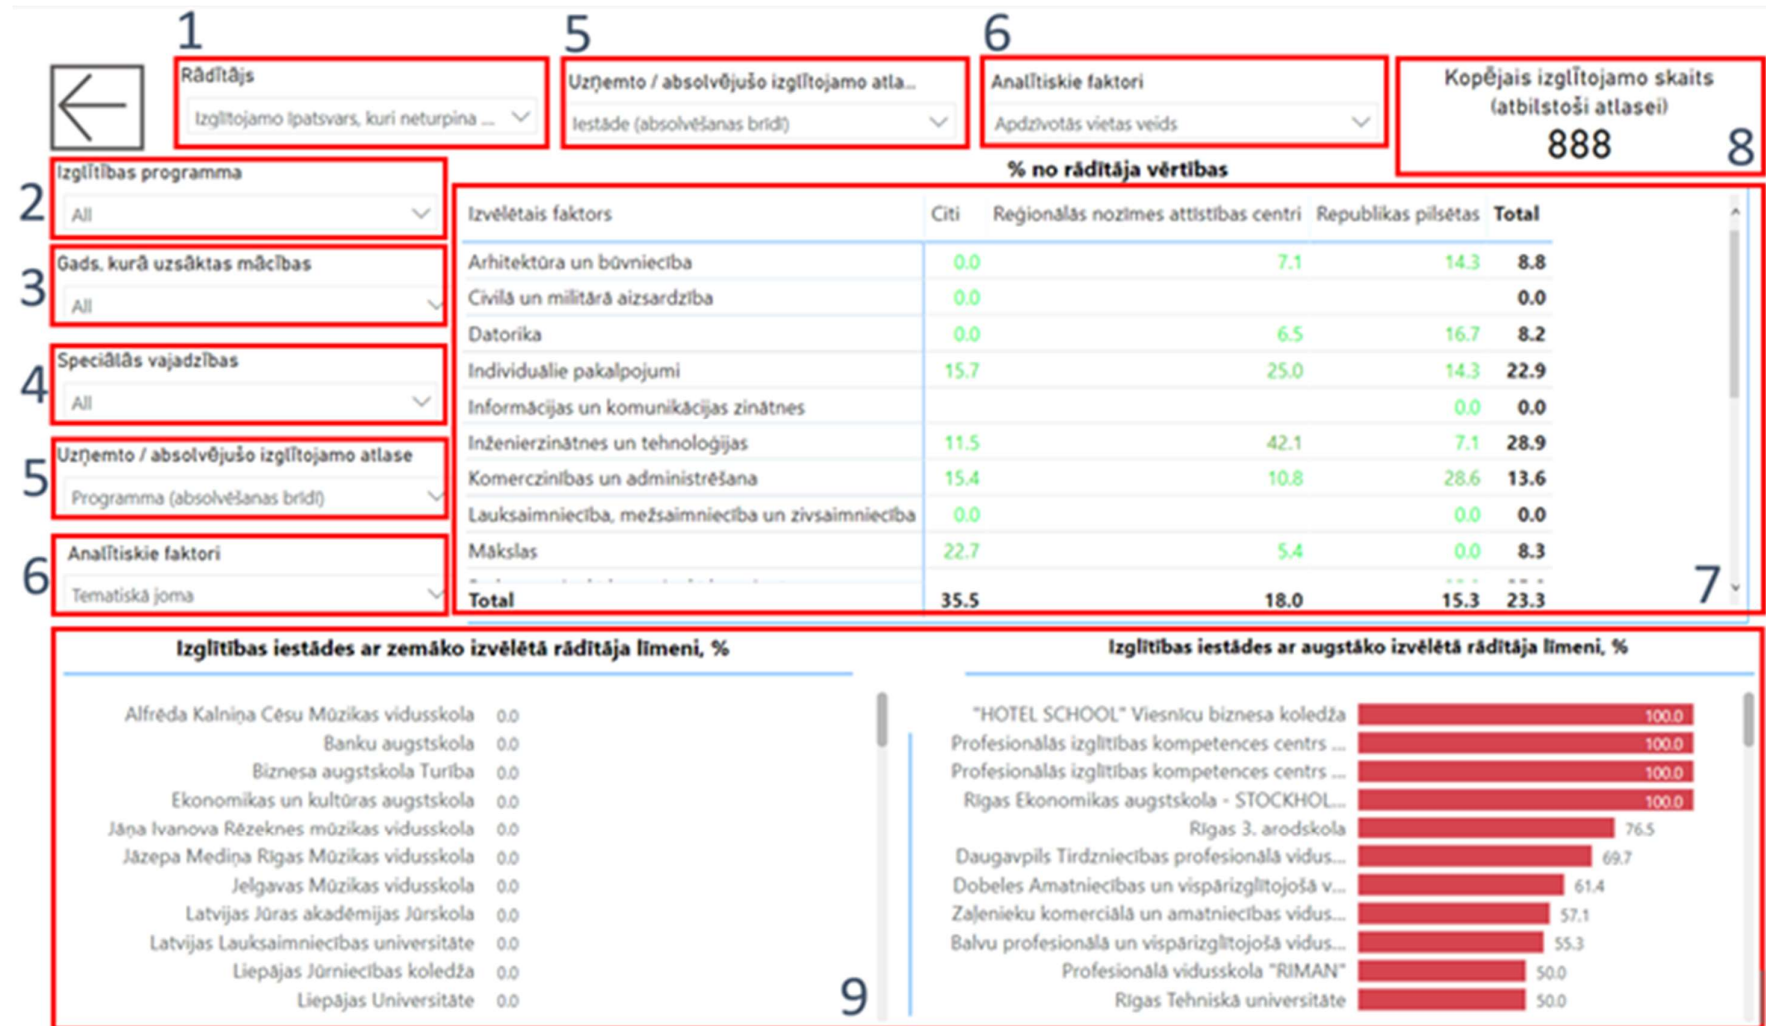 1
5
6
Rādītājs
Izglītojamo īpatsvars, kuri neturpina ...
Uzņemto / absolvējušo izglītojamo atla...
Iestāde (absolvēšanas brīdī)
Analītiskie faktori
Apdzīvotās vietas veids
Kopējais izglītojamo skaits
(atbilstoši atlasei)
888
8
2
Izglītības programma
All
3
Gads, kurā uzsāktas mācības
All
4
Speciālās vajadzības
All
5
Uzņemto / absolvējušo izglītojamo atlase
Programma (absolvēšanas brīdī)
6
Analītiskie faktori
Tematiskā joma
% no rādītāja vērtības
Izvēlētais faktors Citi Reģionālās nozīmes attīstības centri Republikas pilsētas Total
Arhitektūra un būvniecība 0.0 7.1 14.3 8.8
Civilā un militārā aizsardzība 0.0 0.0
Datorika 0.0 6.5 16.7 8.2
Individuālie pakalpojumi 15.7 25.0 14.3 22.9
Informācijas un komunikācijas zinātnes 0.0 0.0
Inženierzinātnes un tehnoloģijas 11.5 42.1 7.1 28.9
Komerczinības un administrēšana 15.4 10.8 28.6 13.6
Lauksaimniecība, mežsaimniecība un zivsaimniecība 0.0 0.0 0.0
Mākslas 22.7 5.4 0.0 8.3
Total 35.5 18.0 15.3 23.3
7
Izglītības iestādes ar zemāko izvēlētā rādītāja līmeni, %
Alfrēda Kalniņa Cēsu Mūzikas vidusskola 0.0
Banku augstskola 0.0
Biznesa augstskola Turība 0.0
Ekonomikas un kultūras augstskola 0.0
Jāņa Ivanova Rēzeknes mūzikas vidusskola 0.0
Jāzepa Mediņa Rīgas Mūzikas vidusskola 0.0
Jelgavas Mūzikas vidusskola 0.0
Latvijas Jūras akadēmijas Jūrskola 0.0
Latvijas Lauksaimniecības universitāte 0.0
Liepājas Jūrniecības koledža 0.0
Liepājas Universitāte 0.0
9
Izglītības iestādes ar augstāko izvēlētā rādītāja līmeni, %
"HOTEL SCHOOL" Viesnīcu biznesa koledža 100.0
Profesionālās izglītības kompetences centrs ... 100.0
Profesionālās izglītības kompetences centrs ... 100.0
Rīgas Ekonomikas augstskola - STOCKHOL... 100.0
Rīgas 3. arodskola 76.5
Daugavpils Tirdzniecības profesionālā vidus... 69.7
Dobeles Amatniecības un vispārizglītojošā v... 61.4
Zaļenieku komerciālā un amatniecības vidus... 57.1
Balvu profesionālā un vispārizglītojošā vidus... 55.3
Profesionālā vidusskola "RIMAN" 50.0
Rīgas Tehniskā universitāte 50.0